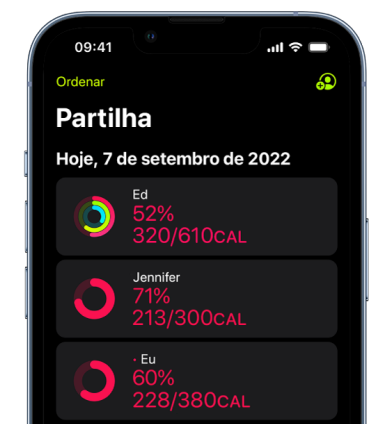 09:41
Ordenar
Partilha
Hoje, 7 de setembro de 2022
Ed
52%
320/610CAL
Jennifer
71%
213/300CAL
· Eu
60%
228/380CAL